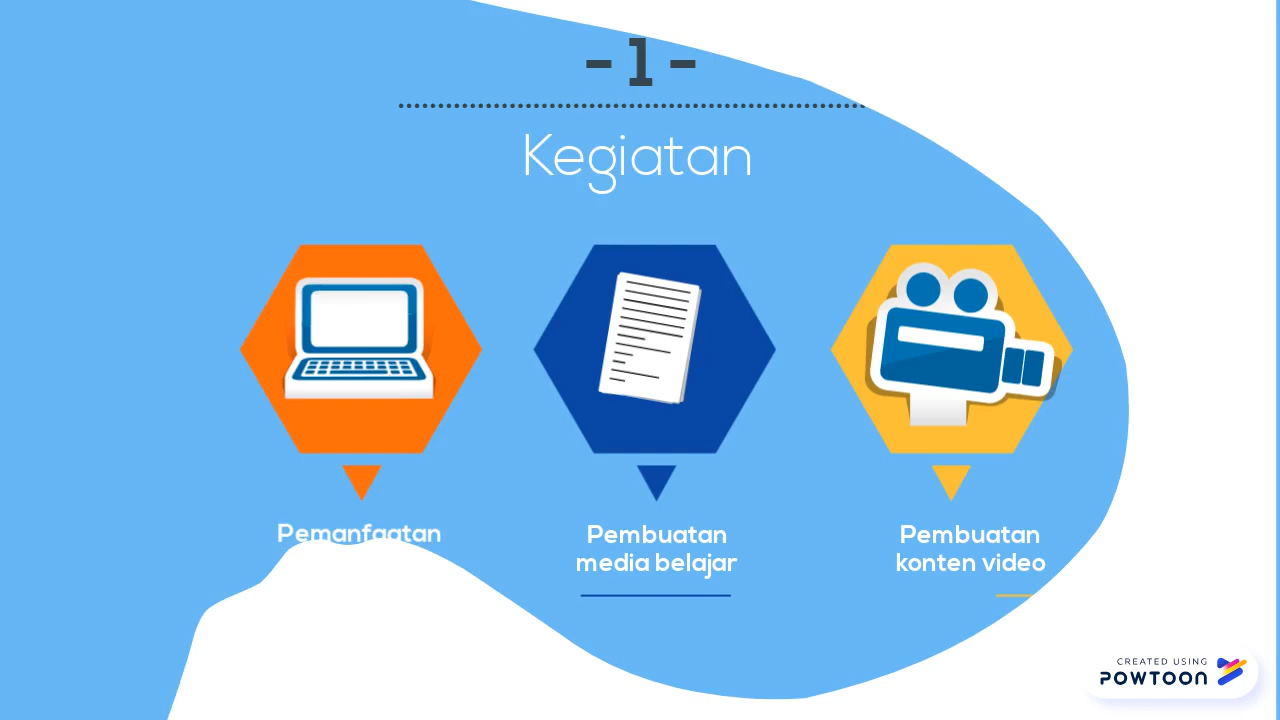 - 1 -
Kegiatan
Pemanfaatan
Pembuatan
media belajar
Pembuatan
konten video
CREATED USING
POWTOON